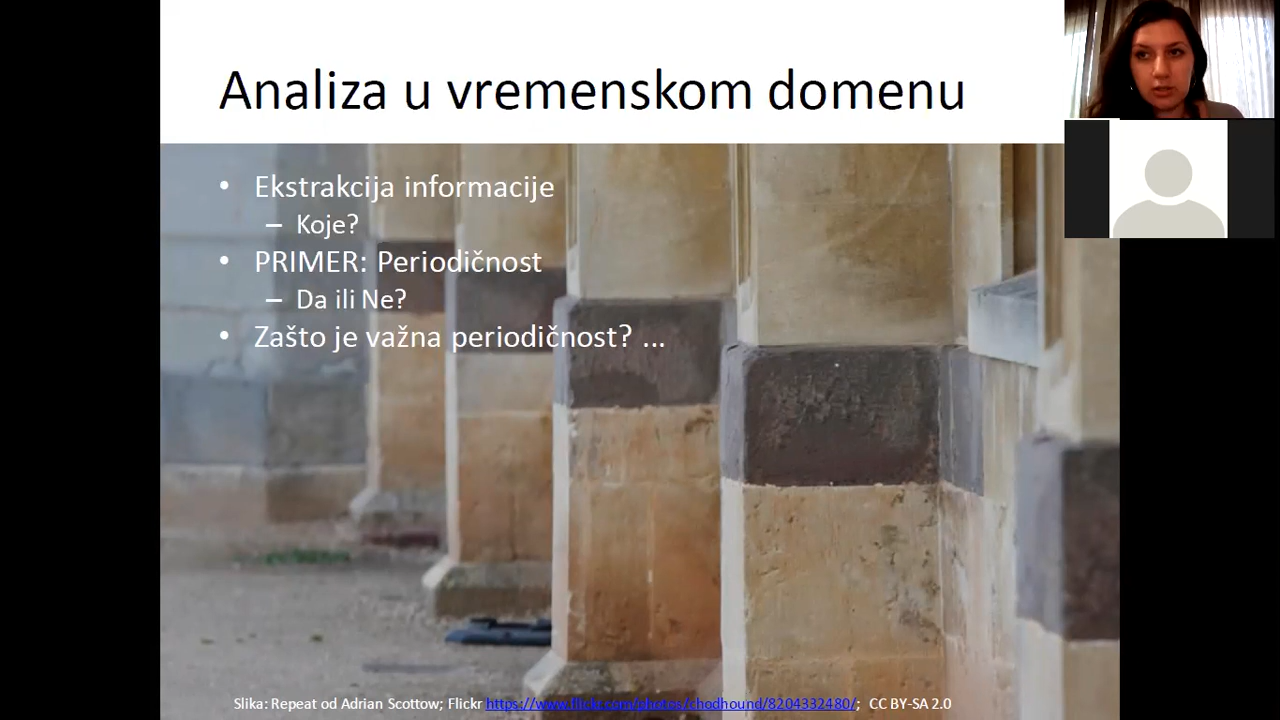 Analiza u vremenskom domenu
• Ekstrakcija informacije
– Koje?
• PRIMER: Periodičnost
– Da ili Ne?
• Zašto je važna periodičnost? ...
Slika: Repeat od Adrian Scottow; Flickr https://www.flickr.com/photos/chodhound/8204332480/; CC BY-SA 2.0